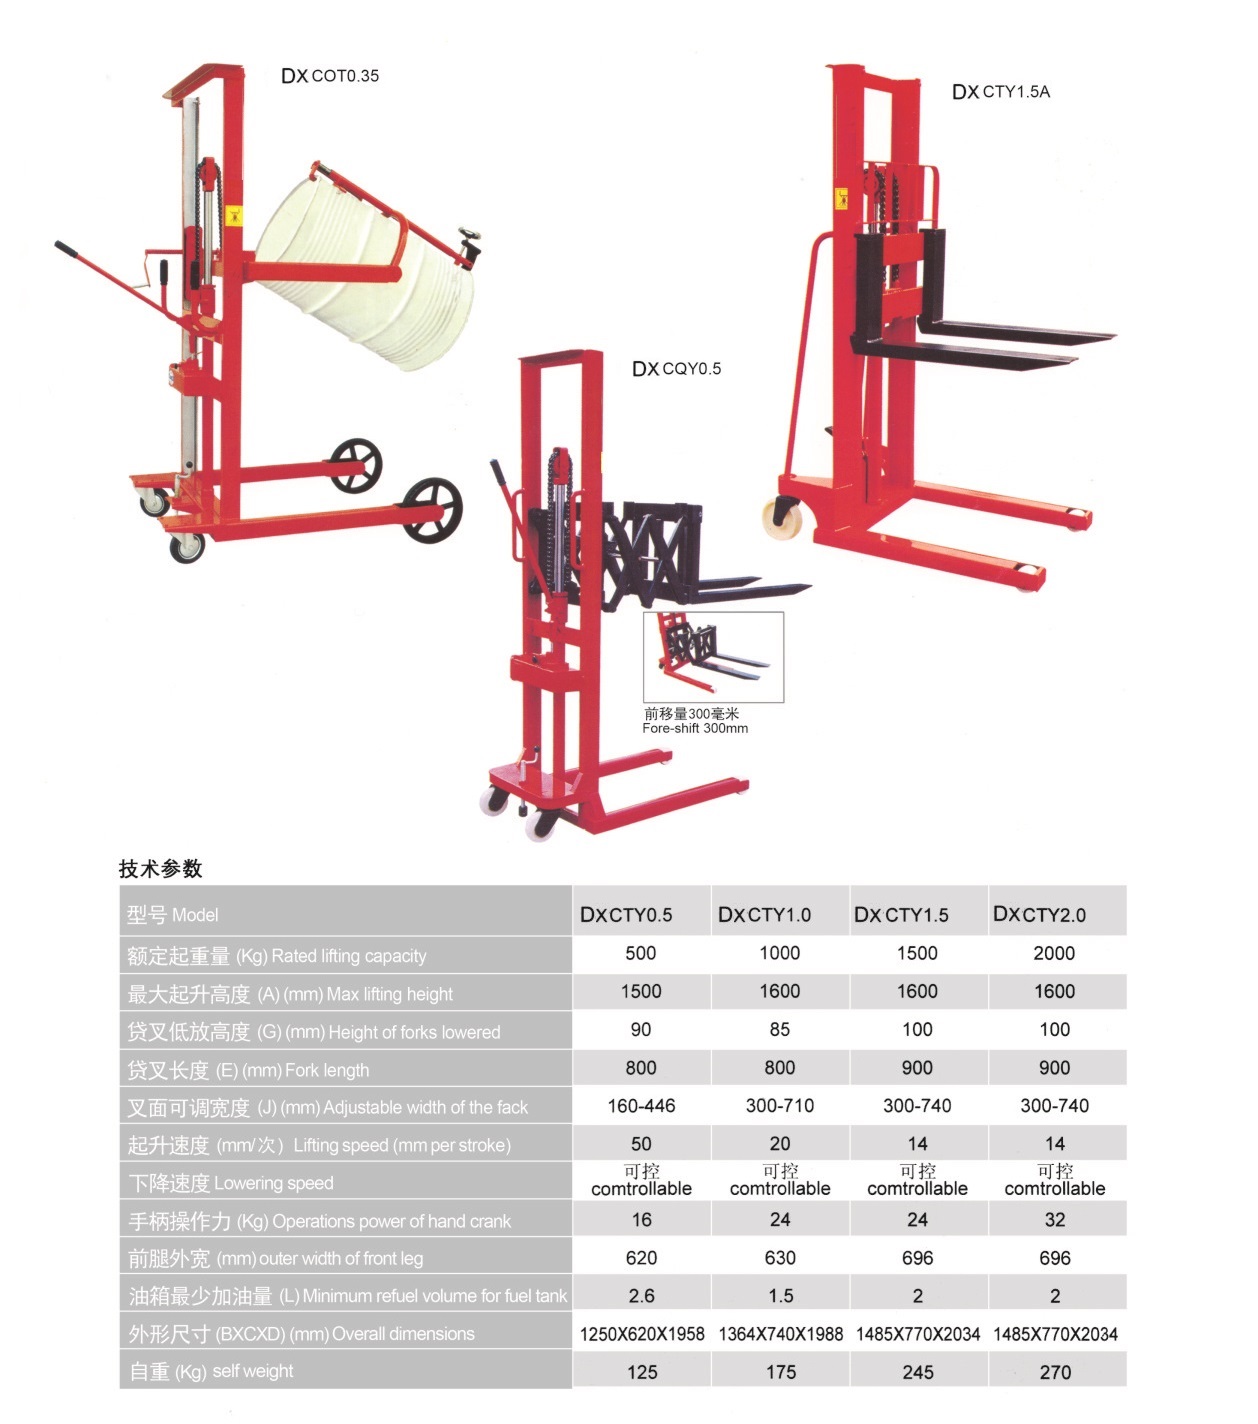 DX COT0.35
DX CTY1.5A
DX CQY0.5
前移量300毫米
Fore-shift 300mm
技术参数
型号 Model DXCTY0.5 DXCTY1.0 DXCTY1.5 DXCTY2.0
额定起重量 (Kg) Rated lifting capacity 500 1000 1500 2000
最大起升高度 (A) (mm) Max lifting height 1500 1600 1600 1600
贷叉低放高度 (G) (mm) Height of forks lowered 90 85 100 100
贷叉长度 (E) (mm) Fork length 800 800 900 900
叉面可调宽度 (J) (mm) Adjustable width of the fack 160-446 300-710 300-740 300-740
起升速度 (mm/次) Lifting speed (mm per stroke) 50 20 14 14
下降速度 Lowering speed 可控 comtrollable 可控 comtrollable 可控 comtrollable 可控 comtrollable
手柄操作力 (Kg) Operations power of hand crank 16 24 24 32
前腿外宽 (mm) outer width of front leg 620 630 696 696
油箱最少加油量 (L) Minimum refuel volume for fuel tank 2.6 1.5 2 2
外形尺寸 (BXCXD) (mm) Overall dimensions 1250X620X1958 1364X740X1988 1485X770X2034 1485X770X2034
自重 (Kg) self weight 125 175 245 270